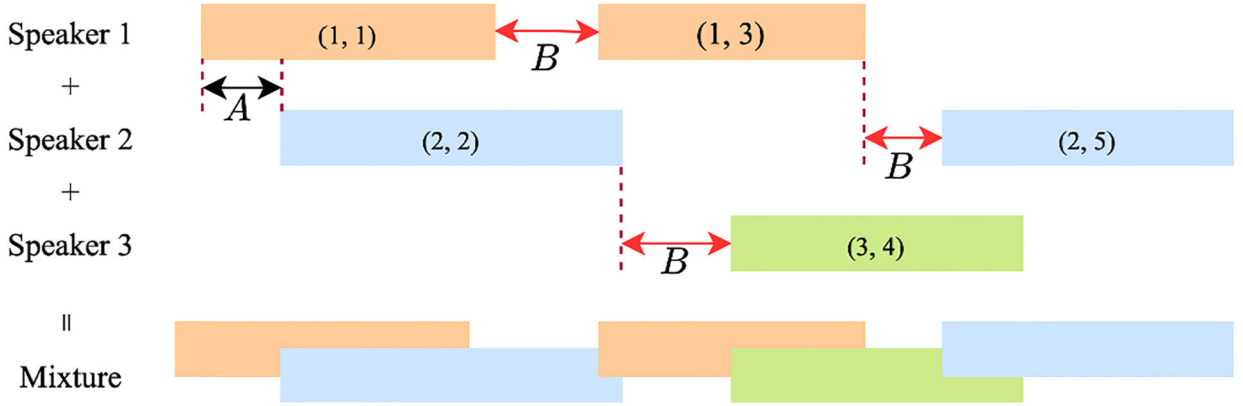 Speaker 1
(1, 1)
B
(1, 3)
+
A
Speaker 2
(2, 2)
B
(2, 5)
+
Speaker 3
B
(3, 4)
=
Mixture